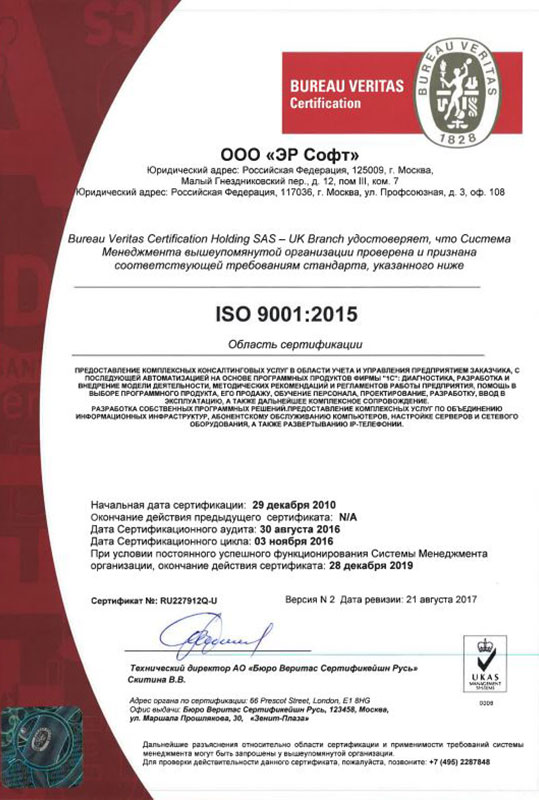 BUREAU VERITAS
Certification
BUREAU VERITAS
1828
ООО «ЭР Софт»
Юридический адрес: Российская Федерация, 125009, г. Москва,
Малый Гнездниковский пер., д. 12, пом III, ком. 7
Юридический адрес: Российская Федерация, 117036, г. Москва, ул. Профсоюзная, д. 3, оф. 108
Bureau Veritas Certification Holding SAS – UK Branch удостоверяет, что Система
Менеджмента вышеупомянутой организации проверена и признана
соответствующей требованиям стандарта, указанного ниже
ISO 9001:2015
Область сертификации
ПРЕДОСТАВЛЕНИЕ КОМПЛЕКСНЫХ КОНСАЛТИНГОВЫХ УСЛУГ В ОБЛАСТИ УЧЕТА И УПРАВЛЕНИЯ ПРЕДПРИЯТИЕМ ЗАКАЗЧИКА, С
ПОСЛЕДУЮЩЕЙ АВТОМАТИЗАЦИЕЙ НА ОСНОВЕ ПРОГРАММНЫХ ПРОДУКТОВ ФИРМЫ "1С": ДИАГНОСТИКА, РАЗРАБОТКА И
ВНЕДРЕНИЕ МОДЕЛИ ДЕЯТЕЛЬНОСТИ, МЕТОДИЧЕСКИХ РЕКОМЕНДАЦИЙ И РЕГЛАМЕНТОВ РАБОТЫ ПРЕДПРИЯТИЯ, ПОМОЩЬ В
ВЫБОРЕ ПРОГРАММНОГО ПРОДУКТА, ЕГО ПРОДАЖУ, ОБУЧЕНИЕ ПЕРСОНАЛА, ПРОЕКТИРОВАНИЕ, РАЗРАБОТКУ, ВВОД В
ЭКСПЛУАТАЦИЮ, А ТАКЖЕ ДАЛЬНЕЙШЕЕ КОМПЛЕКСНОЕ СОПРОВОЖДЕНИЕ.
РАЗРАБОТКА СОБСТВЕННЫХ ПРОГРАММНЫХ РЕШЕНИЙ.ПРЕДОСТАВЛЕНИЕ КОМПЛЕКСНЫХ УСЛУГ ПО ОБЪЕДИНЕНИЮ
ИНФОРМАЦИОННЫХ ИНФРАСТРУКТУР, АБОНЕНТСКОМУ ОБСЛУЖИВАНИЮ КОМПЬЮТЕРОВ, НАСТРОЙКЕ СЕРВЕРОВ И СЕТЕВОГО
ОБОРУДОВАНИЯ, А ТАКЖЕ РАЗВЕРТЫВАНИЮ IP-ТЕЛЕФОНИИ.
Начальная дата сертификации: 29 декабря 2010
Окончание действия предыдущего сертификата: N/A
Дата Сертификационного аудита: 30 августа 2016
Дата Сертификационного цикла: 03 ноября 2016
При условии постоянного успешного функционирования Системы Менеджмента
организации, окончание действия сертификата: 28 декабря 2019
Сертификат №: RU227912Q-U Версия N 2 Дата ревизии: 21 августа 2017
Технический директор АО «Бюро Веритас Сертификейшн Русь»
Скитина В.В.
UKAS
MANAGEMENT
SYSTEMS
0008
Адрес органа по сертификации: 66 Prescot Street, London, E1 8HG
Офис выдачи: Бюро Веритас Сертификейшн Русь, 123458, Москва,
ул. Маршала Прошлякова, 30, «Зенит-Плаза»
Дальнейшие разъяснения относительно области сертификации и применимости требований системы
менеджмента могут быть запрошены у вышеупомянутой организации.
Для проверки действительности данного сертификата, пожалуйста, позвоните: +7 (495) 2287848